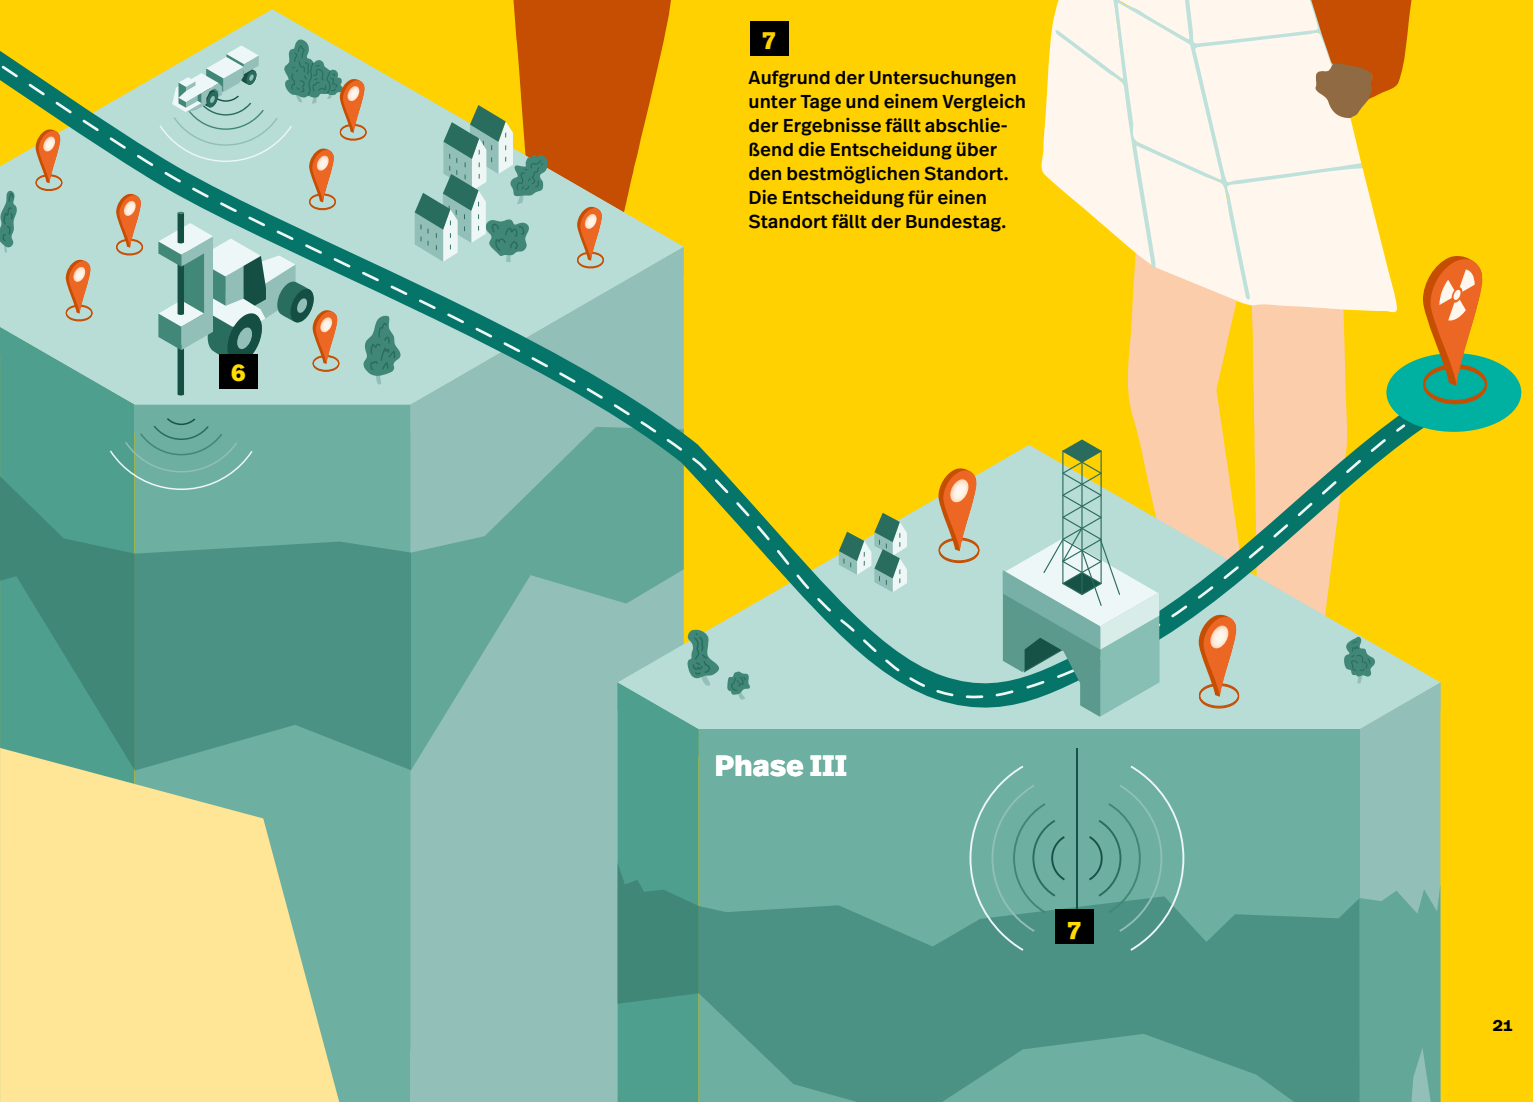 7
Aufgrund der Untersuchungen
unter Tage und einem Vergleich
der Ergebnisse fällt abschlie-
ßend die Entscheidung über
den bestmöglichen Standort.
Die Entscheidung für einen
Standort fällt der Bundestag.
6
Phase III
7
21